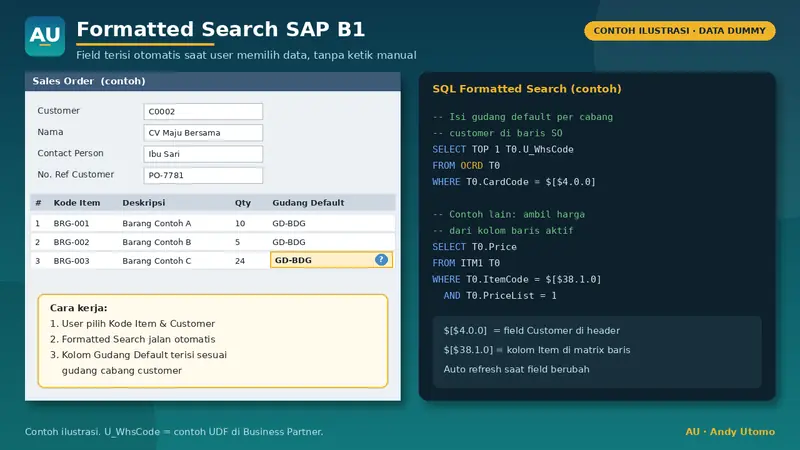 AU
Formatted Search SAP B1
Field terisi otomatis saat user memilih data, tanpa ketik manual
CONTOH ILUSTRASI · DATA DUMMY
Sales Order (contoh)
Customer C0002
Nama CV Maju Bersama
Contact Person Ibu Sari
No. Ref Customer PO-7781
# Kode Item Deskripsi Qty Gudang Default
1 BRG-001 Barang Contoh A 10 GD-BDG
2 BRG-002 Barang Contoh B 5 GD-BDG
3 BRG-003 Barang Contoh C 24 GD-BDG ?
Cara kerja:
1. User pilih Kode Item & Customer
2. Formatted Search jalan otomatis
3. Kolom Gudang Default terisi sesuai
gudang cabang customer
SQL Formatted Search (contoh)
-- Isi gudang default per cabang
-- customer di baris SO
SELECT TOP 1 T0.U_WhsCode
FROM OCRD T0
WHERE T0.CardCode = $[$4.0.0]
-- Contoh lain: ambil harga
-- dari kolom baris aktif
SELECT T0.Price
FROM ITM1 T0
WHERE T0.ItemCode = $[$38.1.0]
AND T0.PriceList = 1
$[$4.0.0] = field Customer di header
$[$38.1.0] = kolom Item di matrix baris
Auto refresh saat field berubah
Contoh ilustrasi. U_WhsCode = contoh UDF di Business Partner.
AU · Andy Utomo